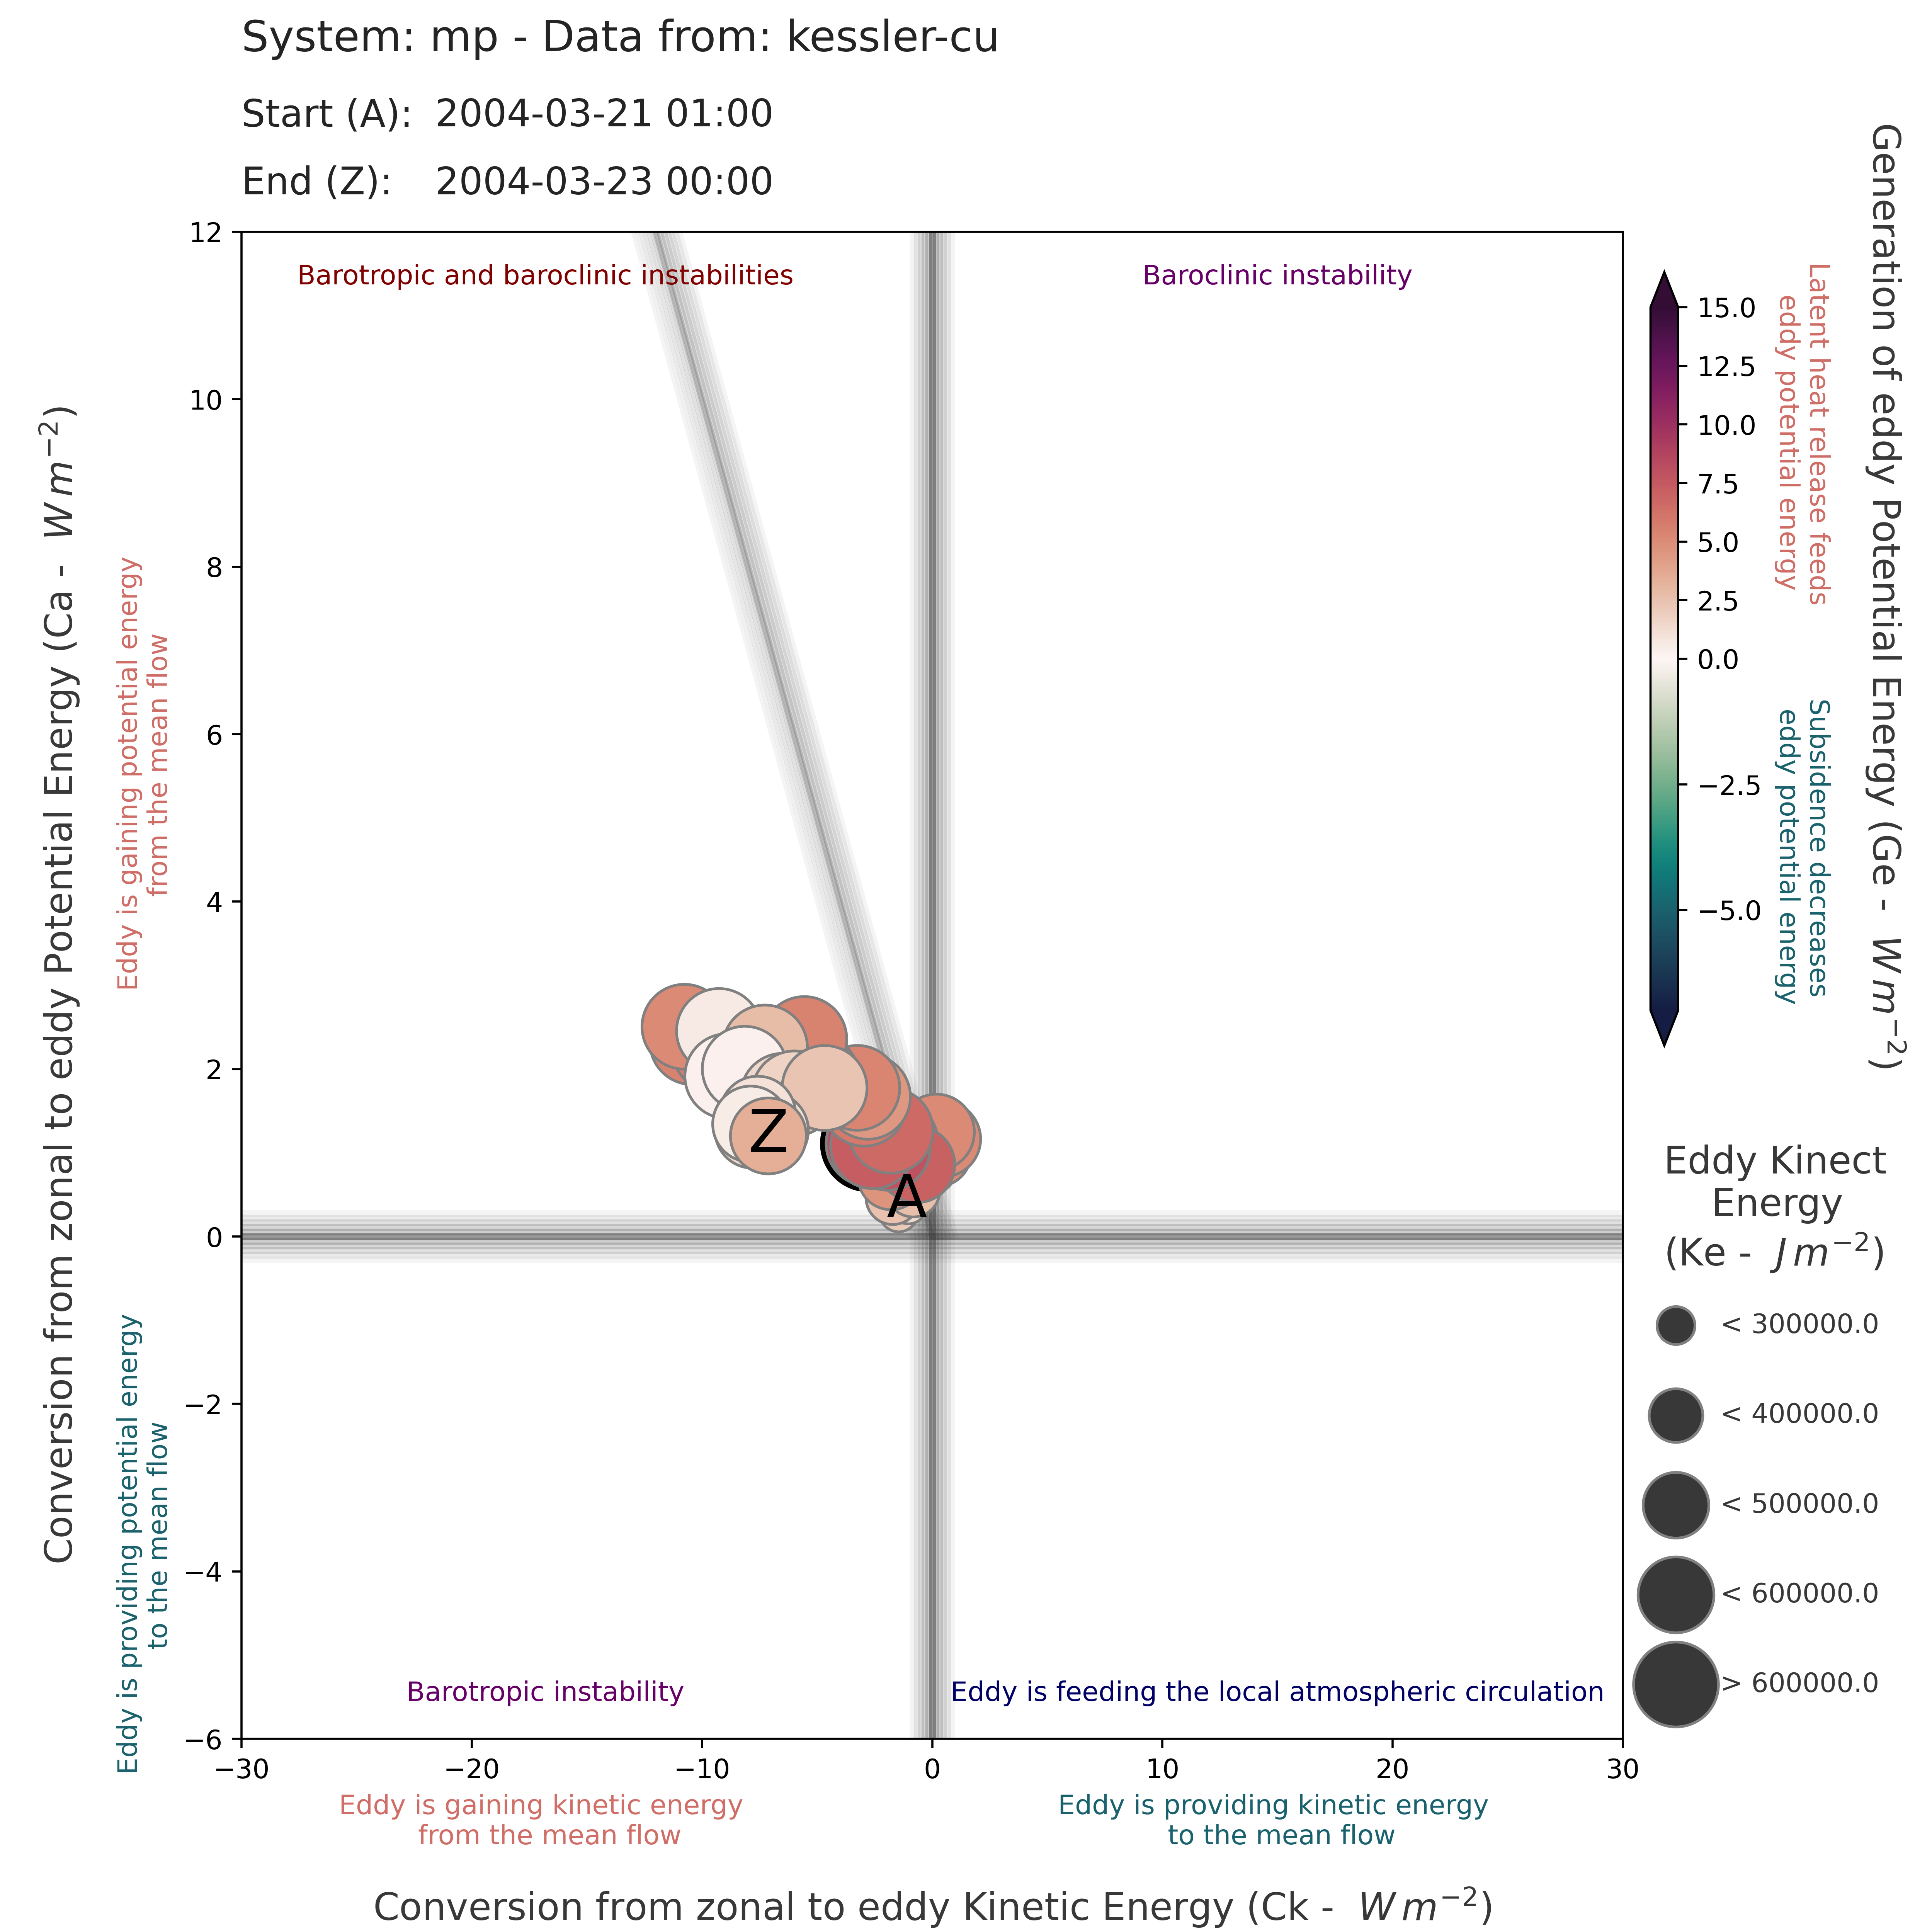 System: mp - Data from: kessler-cu
Start (A): 2004-03-21 01:00
End (Z): 2004-03-23 00:00
Barotropic and baroclinic instabilities
Baroclinic instability
Barotropic instability
Eddy is feeding the local atmospheric circulation
Z
A
12
10
8
6
4
2
0
−2
−4
−6
−30
−20
−10
0
10
20
30
Eddy is gaining kinetic energy
from the mean flow
Eddy is providing kinetic energy
to the mean flow
Conversion from zonal to eddy Kinetic Energy (Ck - W m−2)
Conversion from zonal to eddy Potential Energy (Ca - W m−2)
Eddy is gaining potential energy
from the mean flow
Eddy is providing potential energy
to the mean flow
15.0
12.5
10.0
7.5
5.0
2.5
0.0
−2.5
−5.0
Latent heat release feeds
eddy potential energy
Subsidence decreases
eddy potential energy
Generation of eddy Potential Energy (Ge - W m−2)
Eddy Kinect
Energy
(Ke - J m−2)
< 300000.0
< 400000.0
< 500000.0
< 600000.0
> 600000.0